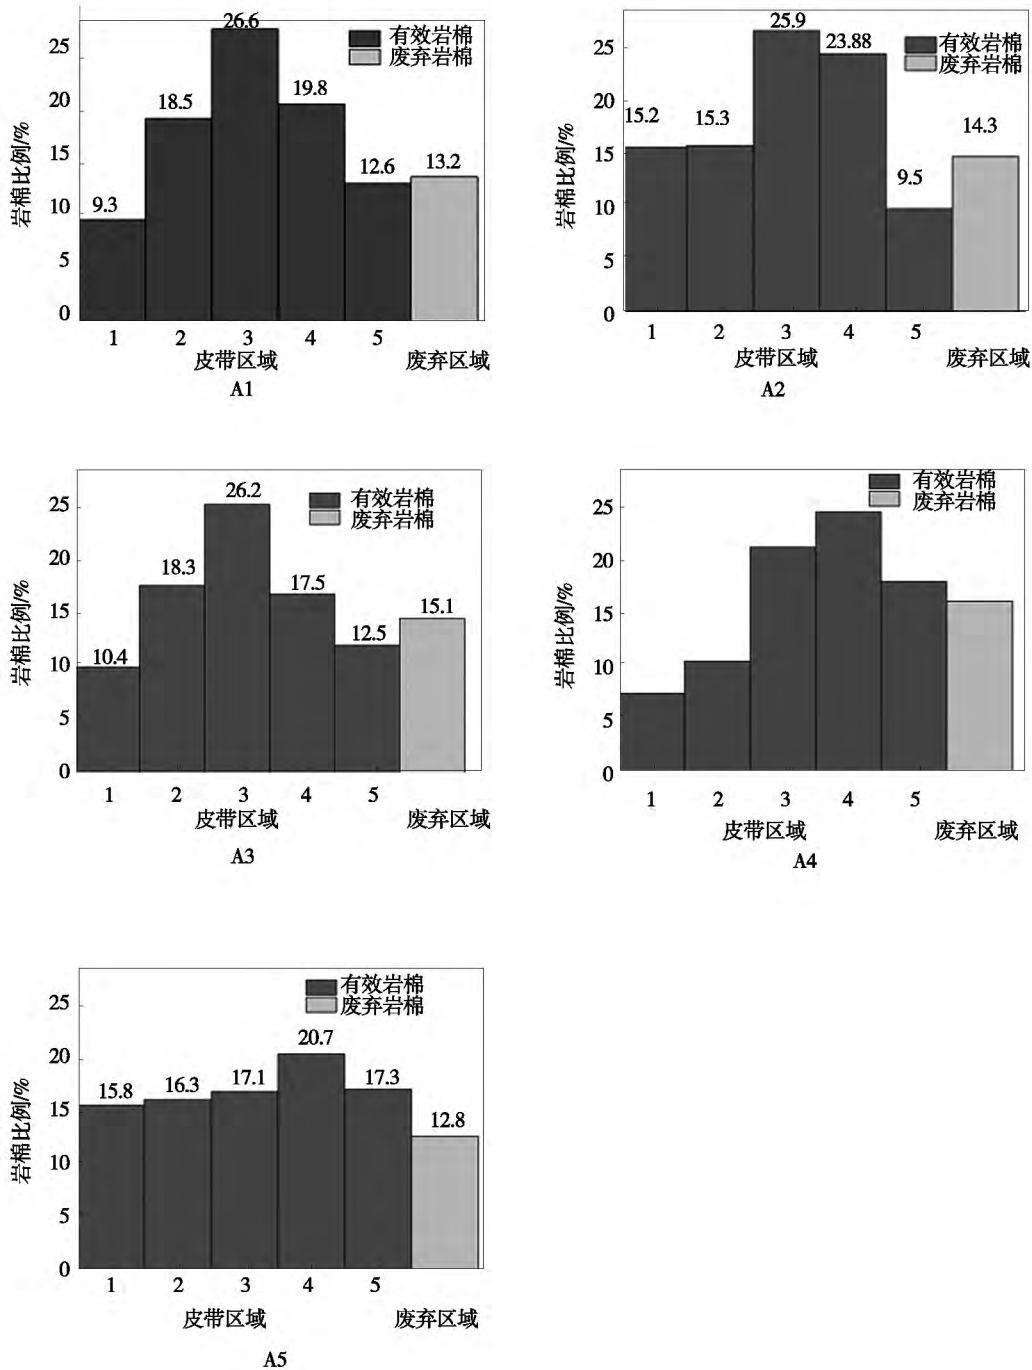 26.6
25
有效岩棉
废弃岩棉
20
18.5
19.8
15
12.6
13.2
10
9.3
5
0
岩棉比例/%
1
2
3
4
5
皮带区域
废弃区域
A1
25.9
25
23.88
有效岩棉
废弃岩棉
20
15.2
15.3
14.3
15
9.5
10
5
0
岩棉比例/%
1
2
3
4
5
皮带区域
废弃区域
A2
26.2
25
有效岩棉
废弃岩棉
20
18.3
17.5
15
12.5
15.1
10
10.4
5
0
岩棉比例/%
1
2
3
4
5
皮带区域
废弃区域
A3
25
有效岩棉
废弃岩棉
20
15
10
5
0
岩棉比例/%
1
2
3
4
5
皮带区域
废弃区域
A4
25
有效岩棉
废弃岩棉
20
20.7
15.8
16.3
17.1
17.3
15
12.8
10
5
0
岩棉比例/%
1
2
3
4
5
皮带区域
废弃区域
A5